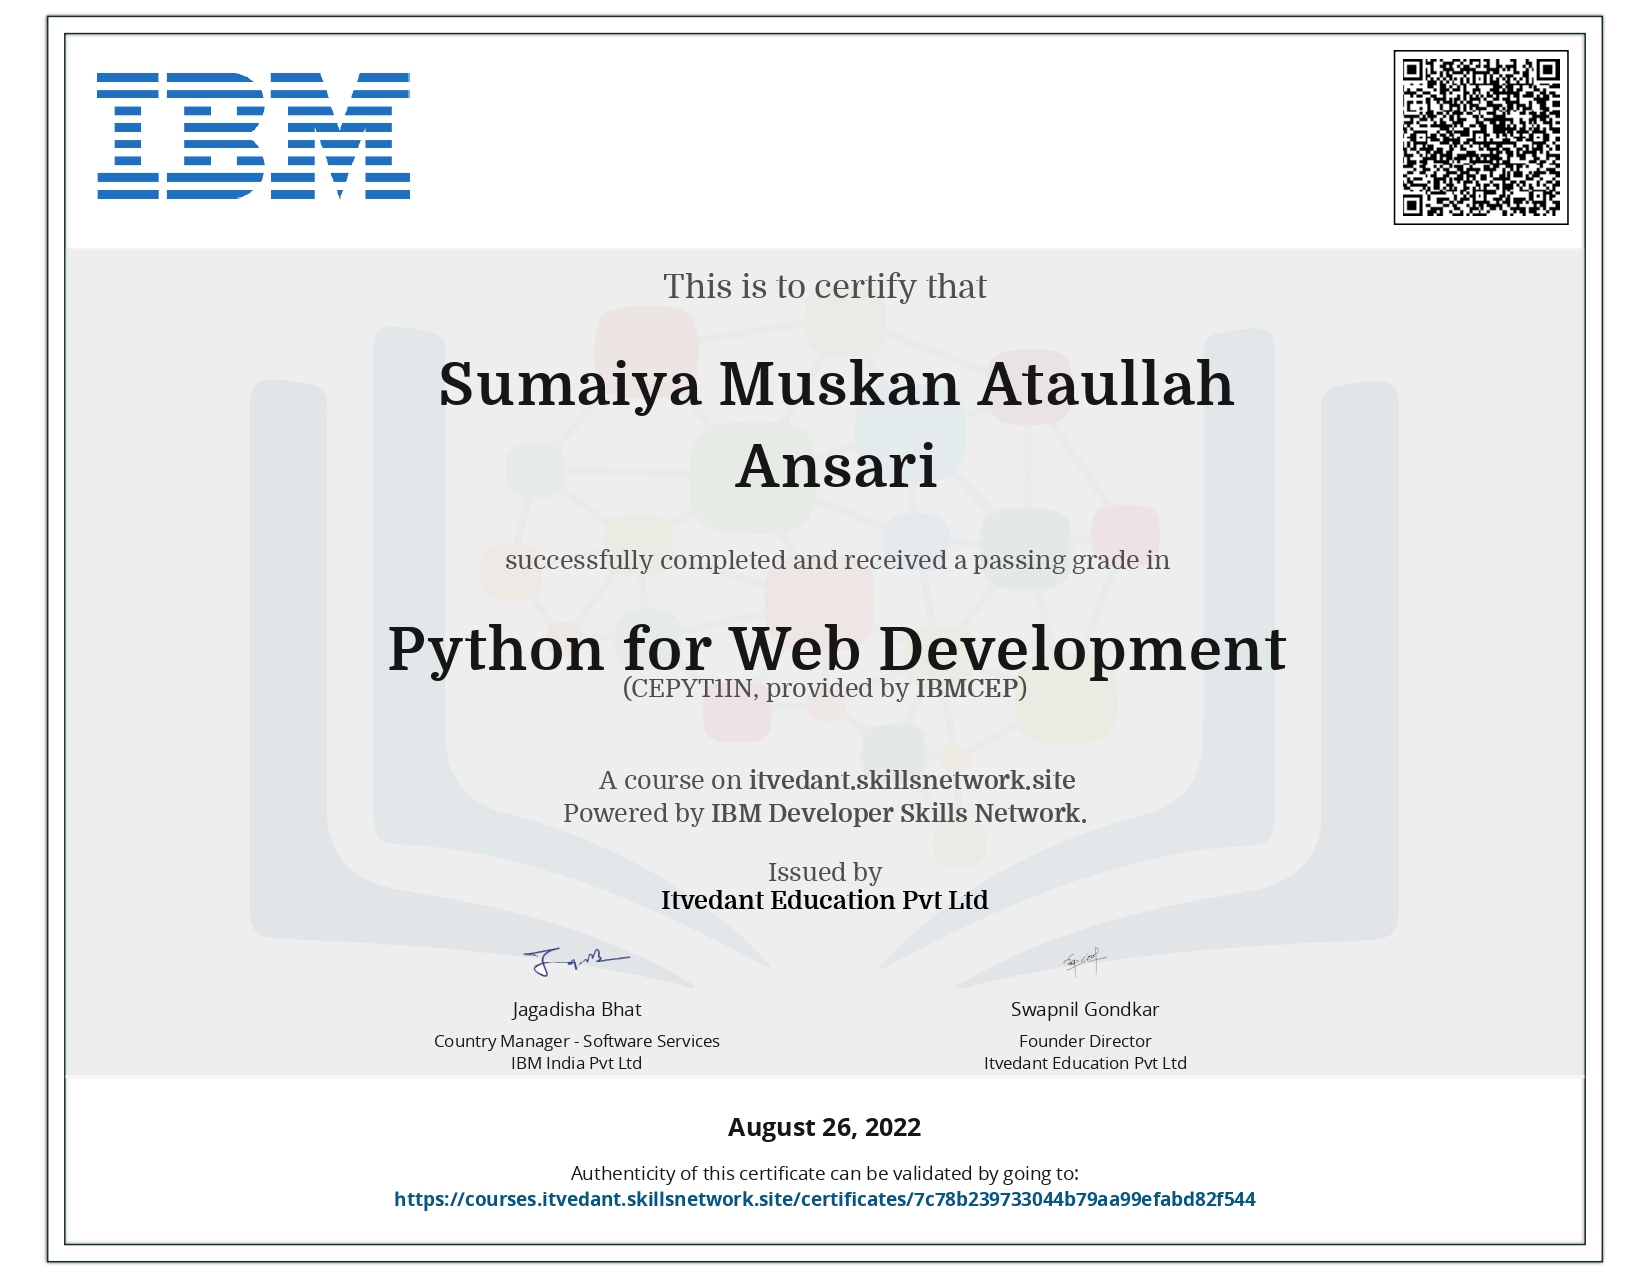 IBM
This is to certify that
Sumaiya Muskan Ataullah
Ansari
successfully completed and received a passing grade in
Python for Web Development
(CEPYT1IN, provided by IBMCEP)
A course on itvedant.skillsnetwork.site
Powered by IBM Developer Skills Network.
Issued by
Itvedant Education Pvt Ltd
Jagadisha Bhat
Country Manager - Software Services
IBM India Pvt Ltd
Swapnil Gondkar
Founder Director
Itvedant Education Pvt Ltd
August 26, 2022
Authenticity of this certificate can be validated by going to:
https://courses.itvedant.skillsnetwork.site/certificates/7c78b239733044b79aa99efabd82f544